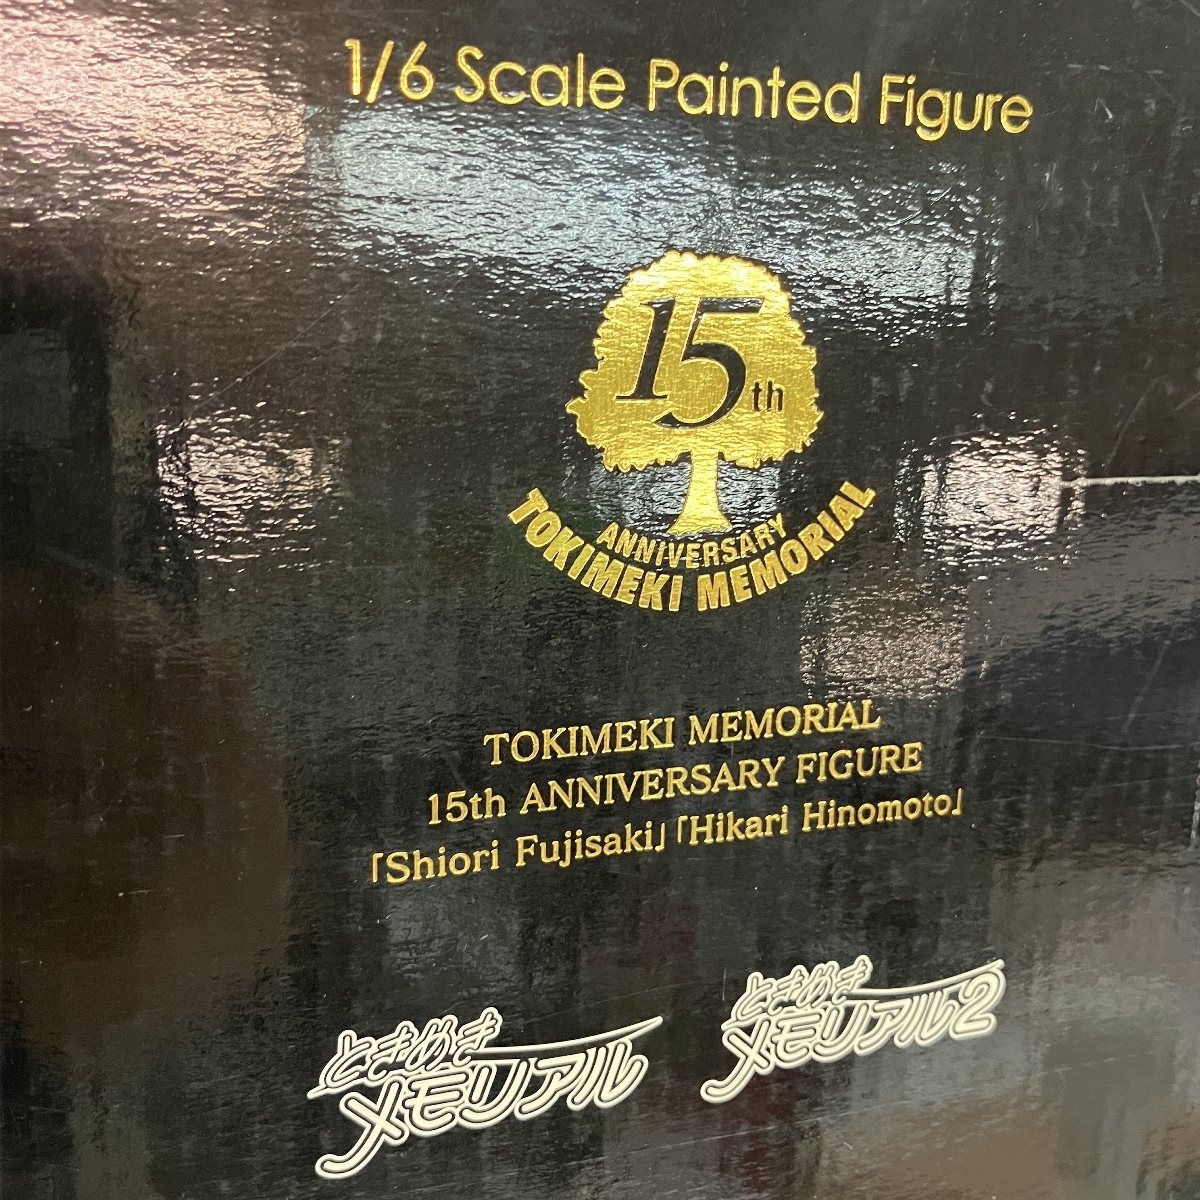 1/6 Scale Painted Figure
15th
ANNIVERSARY
TOKIMEKI MEMORIAL
TOKIMEKI MEMORIAL
15th ANNIVERSARY FIGURE
「Shiori Fujisaki」「Hikari Hinomoto」
ときめき
メモリアル
ときめき
メモリアル2